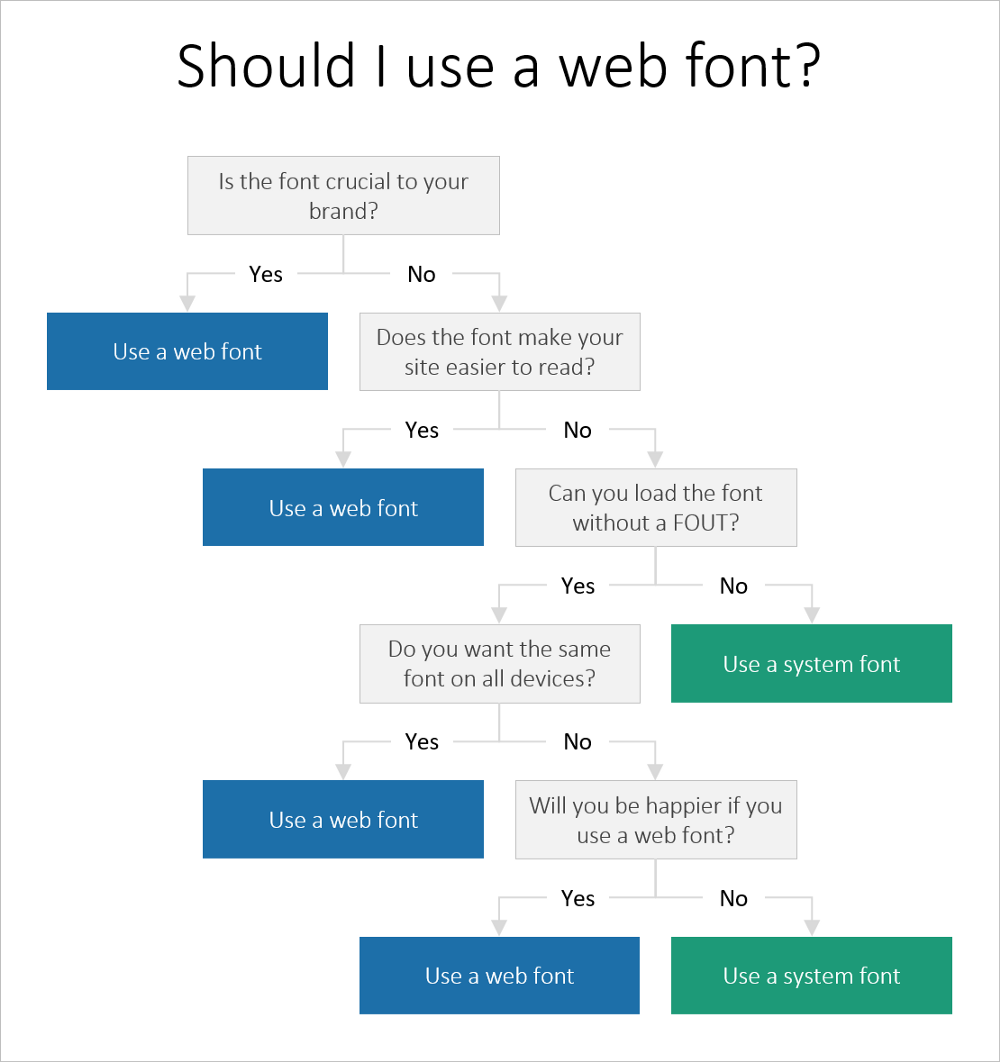 Should I use a web font?
Is the font crucial to your
brand?
Yes
No
Use a web font
Does the font make your
site easier to read?
Yes
No
Use a web font
Can you load the font
without a FOUT?
Yes
No
Do you want the same
font on all devices?
Use a system font
Yes
No
Use a web font
Will you be happier if you
use a web font?
Yes
No
Use a web font
Use a system font